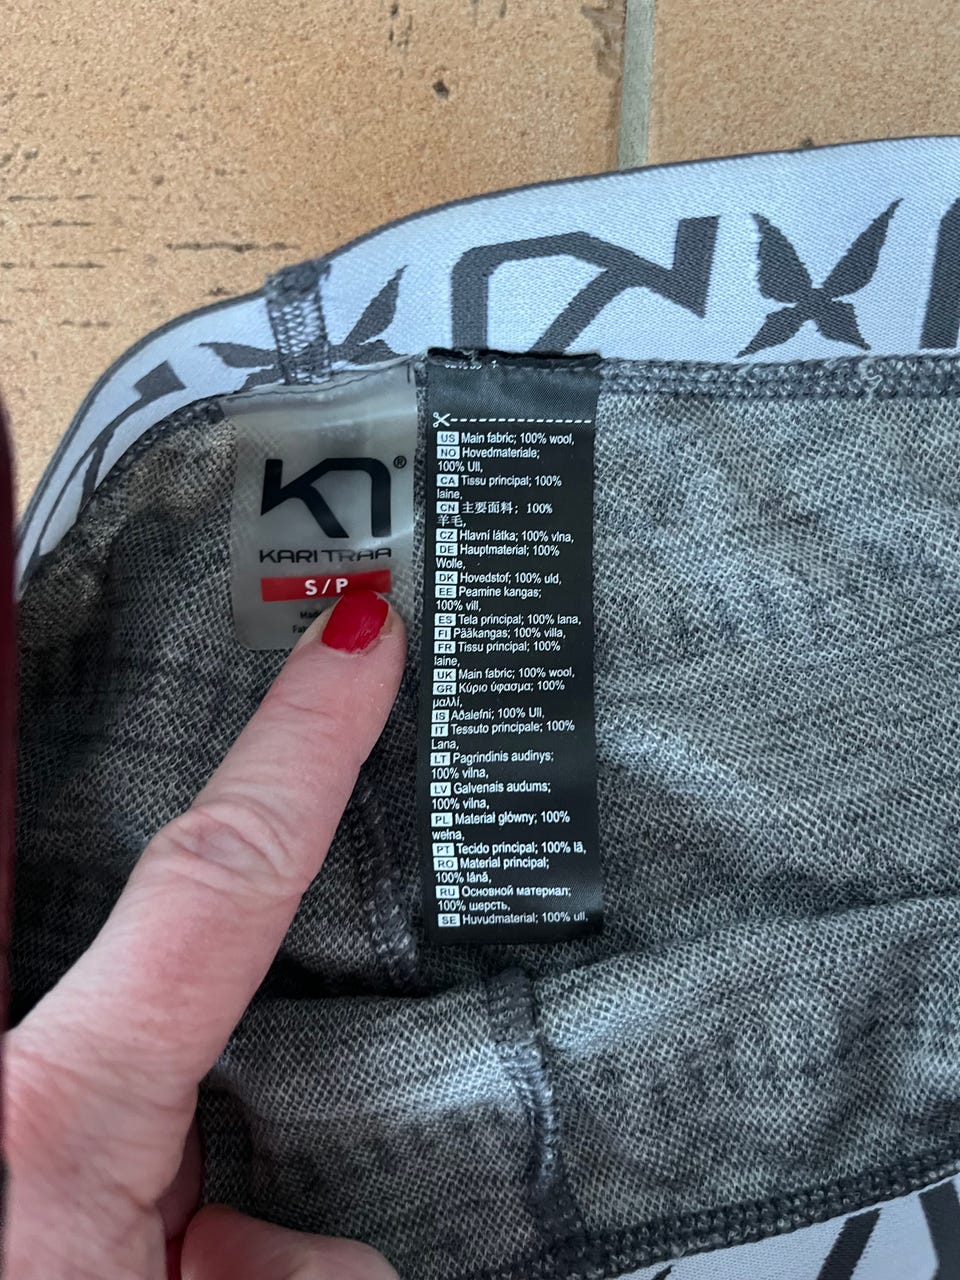 KARI TRAA
®
S/P
US Main fabric; 100% wool,
NO Hovedmateriale;
100% Ull,
CA Tissu principal; 100%
laine,
CN 主要面料; 100%
羊毛,
CZ Hlavní látka; 100% vlna,
DE Hauptmaterial; 100%
Wolle,
DK Hovedstof; 100% uld,
EE Peamine kangas;
100% vill,
ES Tela principal; 100% lana,
FI Pääkangas; 100% villa,
FR Tissu principal; 100%
laine,
UK Main fabric; 100% wool,
GR Κύριο ύφασμα; 100%
μαλλί,
IS Aðalefni; 100% Ull,
IT Tessuto principale; 100%
Lana,
LT Pagrindinis audinys;
100% vilna,
LV Galvenais audums;
100% vilna,
PL Materiał główny; 100%
wełna,
PT Tecido principal; 100% lã,
RO Material principal;
100% lână,
RU Основной материал;
100% шерсть,
SE Huvudmaterial; 100% ull.